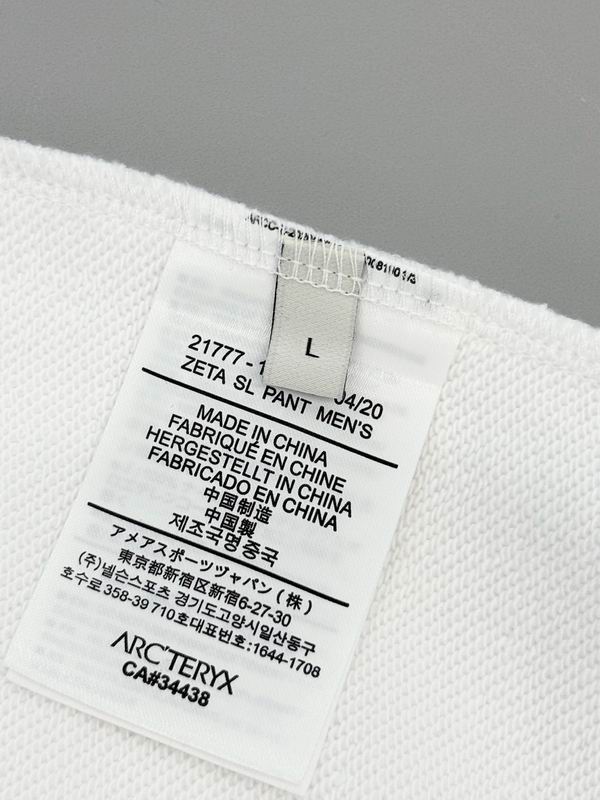 L
21777 - 04/20
ZETA SL PANT MEN'S
MADE IN CHINA
FABRIQUÉ EN CHINE
HERGESTELLT IN CHINA
FABRICADO EN CHINA
中国制造
中国製
제조국명 중국
アメアスポーツジャパン (株)
東京都新宿区新宿6-27-30
(주)넬슨스포츠 경기도고양시일산동구
호수로 358-39 710호대표번호:1644-1708
ARC'TERYX
CA#34438